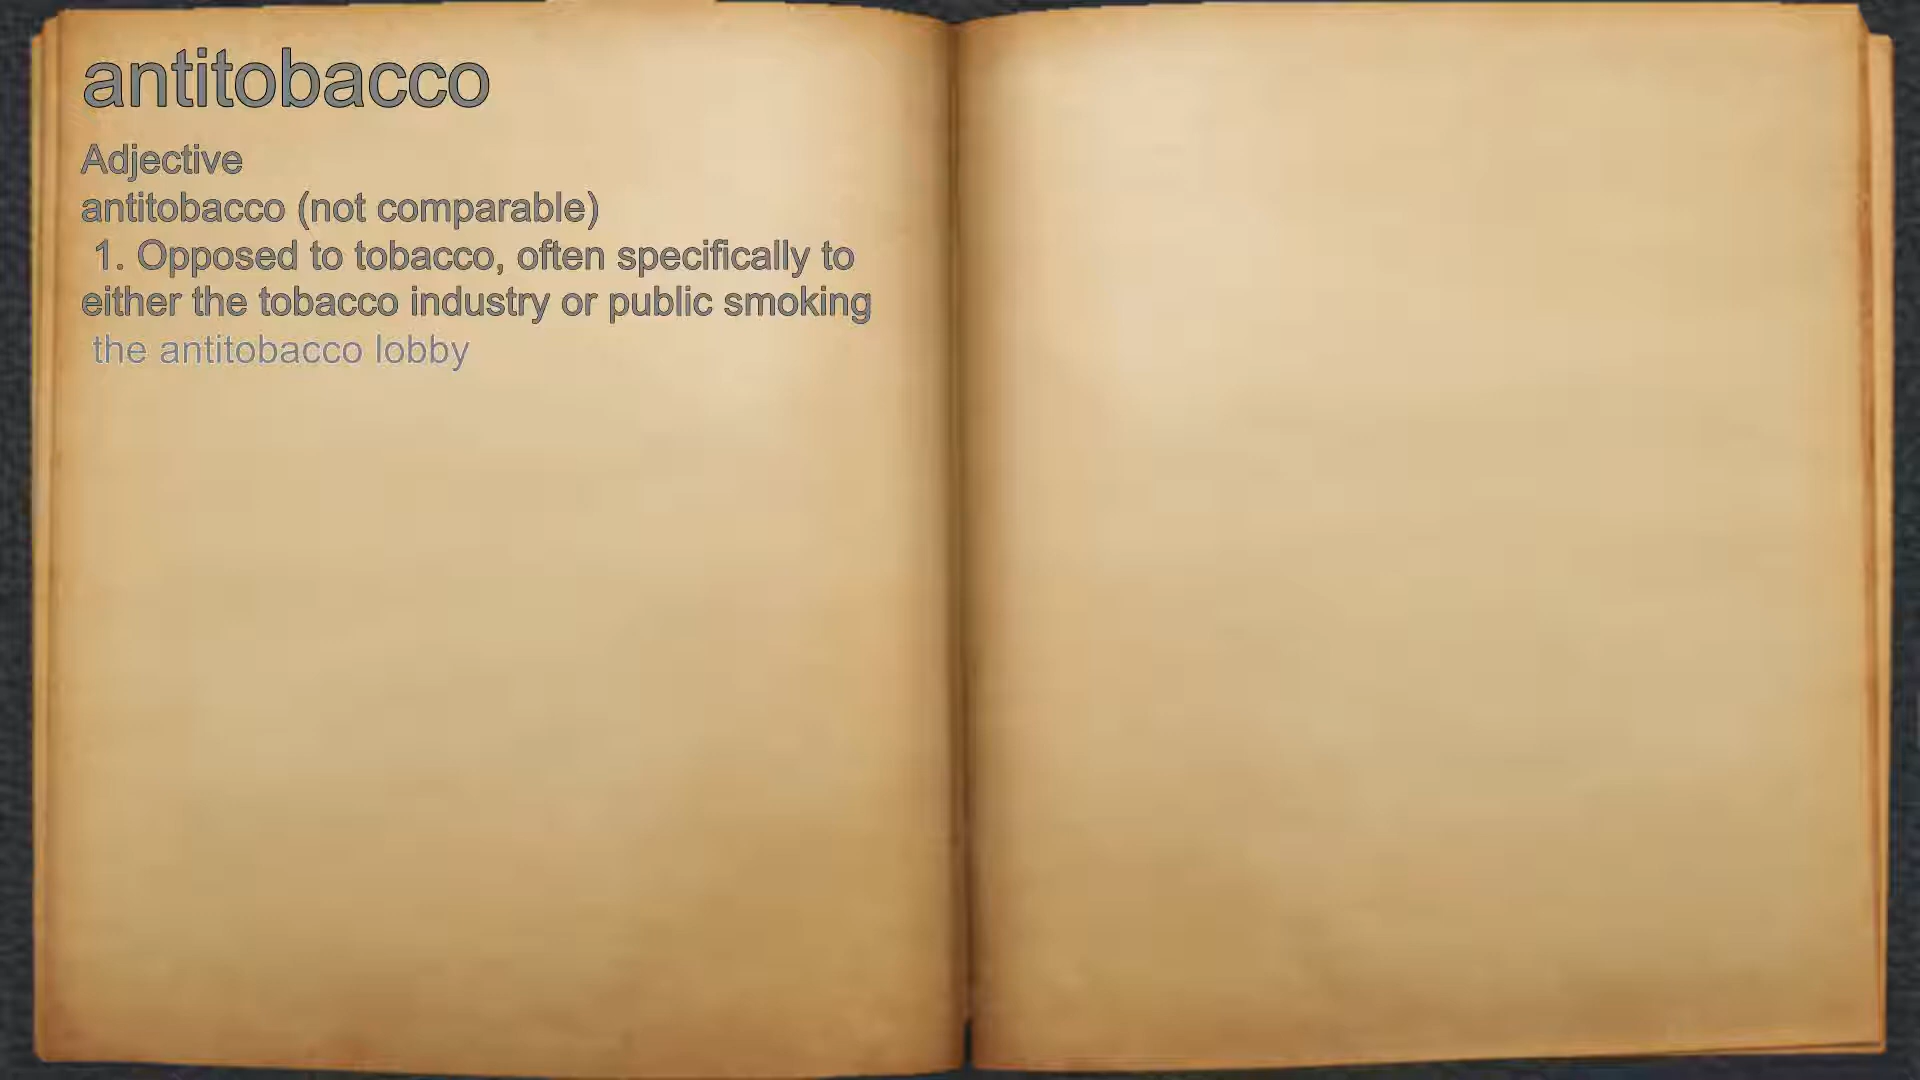 antitobacco
Adjective
antitobacco (not comparable)
1. Opposed to tobacco, often specifically to
either the tobacco industry or public smoking
the antitobacco lobby